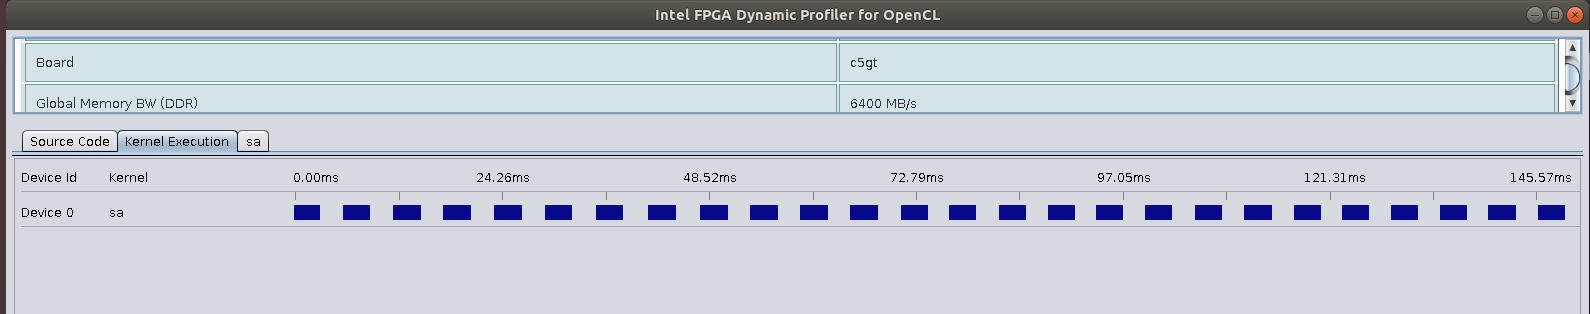 Intel FPGA Dynamic Profiler for OpenCL
Board c5gt
Global Memory BW (DDR) 6400 MB/s
Source Code Kernel Execution sa
Device Id Kernel 0.00ms 24.26ms 48.52ms 72.79ms 97.05ms 121.31ms 145.57ms
Device 0 sa